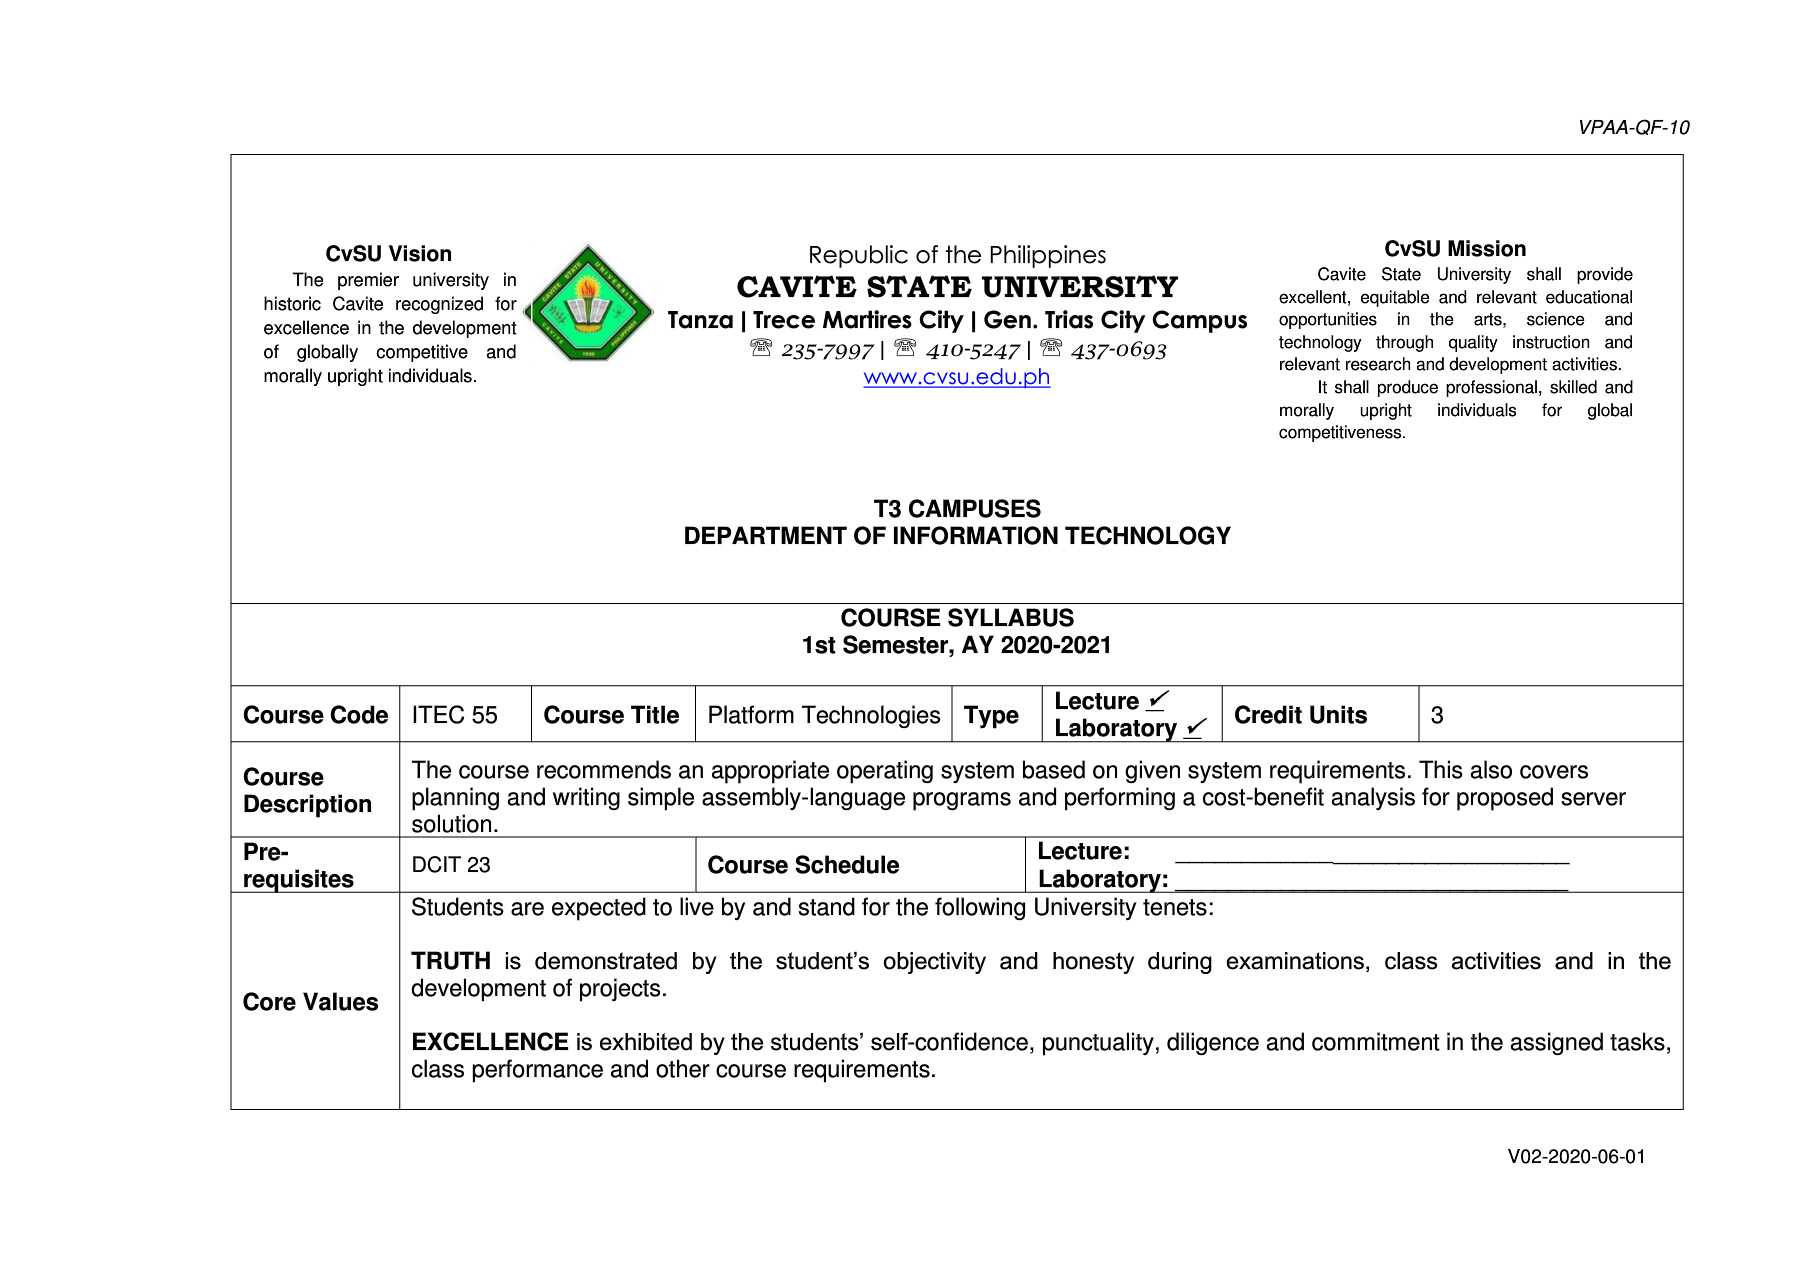 VPAA-QF-10
CvSU Vision
The premier university in
historic Cavite recognized for
excellence in the development
of globally competitive and
morally upright individuals.
CAVITE STATE UNIVERSITY
CAVITE
PHILIPPINES
1906
Republic of the Philippines
CAVITE STATE UNIVERSITY
Tanza | Trece Martires City | Gen. Trias City Campus
☏ 235-7997 | ☏ 410-5247 | ☏ 437-0693
www.cvsu.edu.ph
CvSU Mission
Cavite State University shall provide
excellent, equitable and relevant educational
opportunities in the arts, science and
technology through quality instruction and
relevant research and development activities.
It shall produce professional, skilled and
morally upright individuals for global
competitiveness.
T3 CAMPUSES
DEPARTMENT OF INFORMATION TECHNOLOGY
COURSE SYLLABUS
1st Semester, AY 2020-2021
Course Code
ITEC 55
Course Title
Platform Technologies
Type
Lecture ✓
Laboratory ✓
Credit Units
3
Course
Description
The course recommends an appropriate operating system based on given system requirements. This also covers
planning and writing simple assembly-language programs and performing a cost-benefit analysis for proposed server
solution.
Pre-
requisites
DCIT 23
Course Schedule
Lecture: ______________________________
Laboratory: ______________________________
Core Values
Students are expected to live by and stand for the following University tenets:
TRUTH is demonstrated by the student’s objectivity and honesty during examinations, class activities and in the
development of projects.
EXCELLENCE is exhibited by the students’ self-confidence, punctuality, diligence and commitment in the assigned tasks,
class performance and other course requirements.
V02-2020-06-01